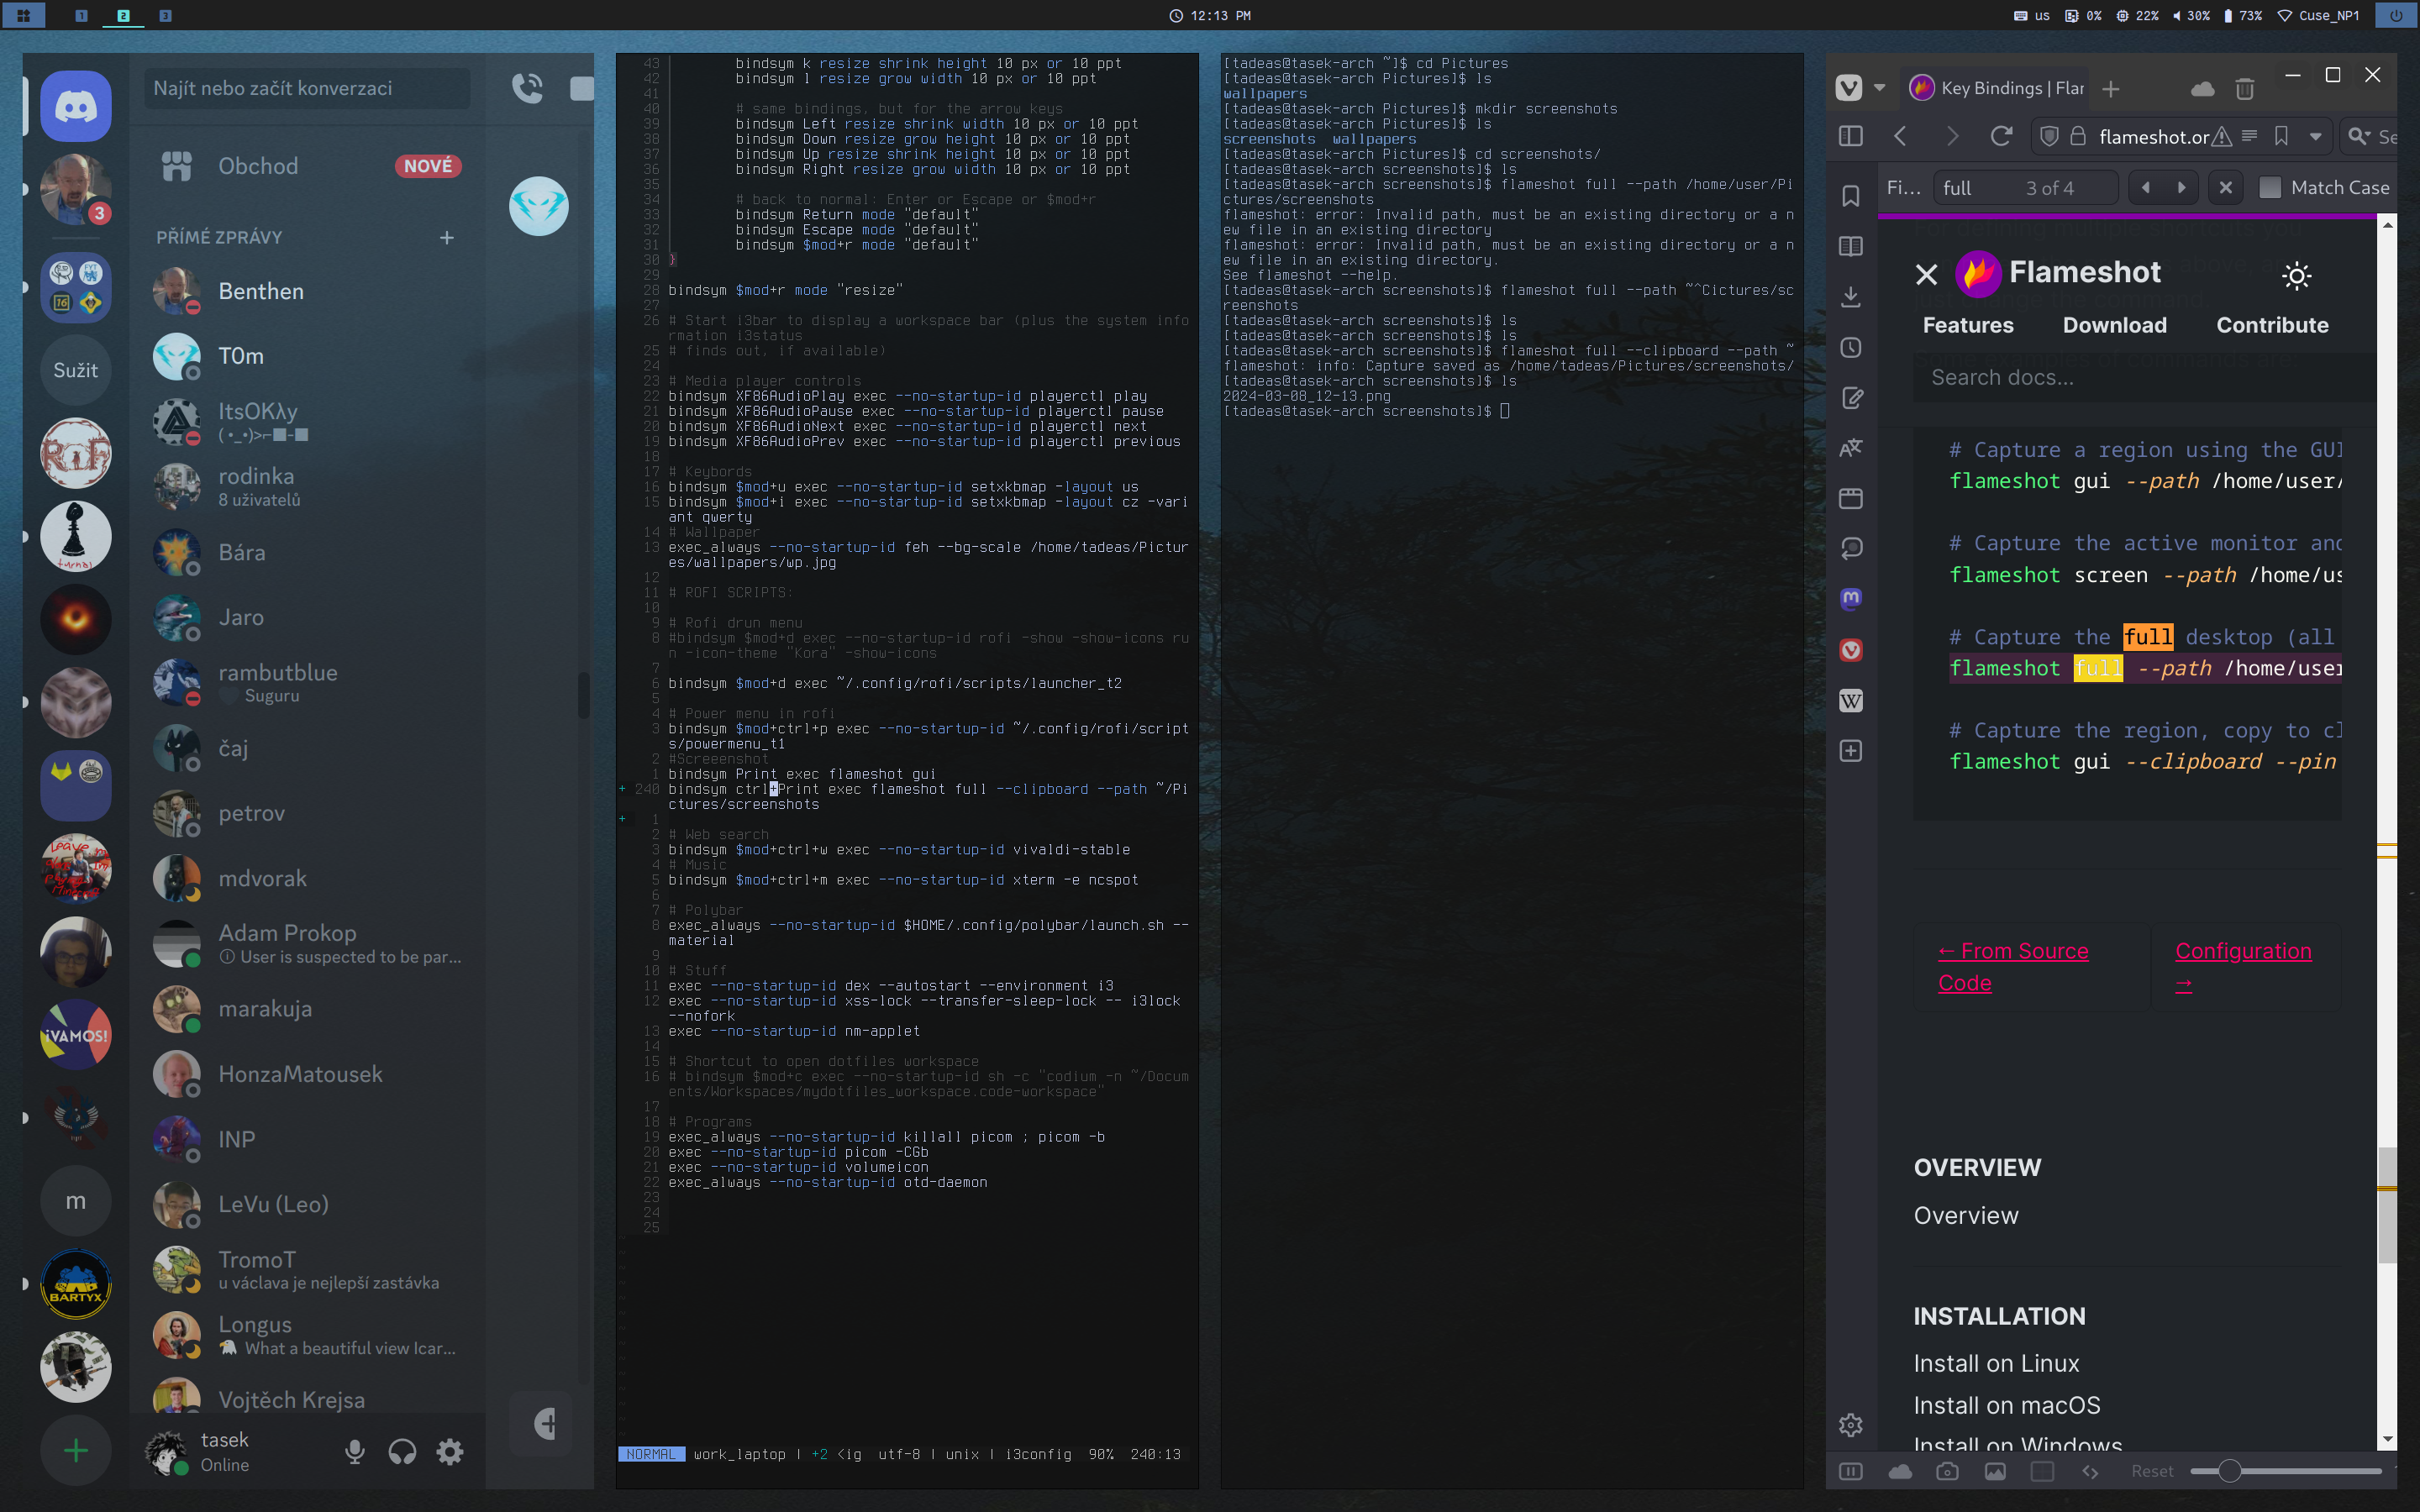 1
2
3
12:13 PM
us
0%
22%
30%
73%
Cuse_NP1
Najít nebo začít konverzaci
Obchod
NOVÉ
3
PŘÍMÉ ZPRÁVY
+
Benthen
T0m
Sužit
ItsOKλy
( •_•)>⌐■-■
rodinka
8 uživatelů
Bára
Jaro
rambutblue
Suguru
čaj
petrov
mdvorak
Adam Prokop
User is suspected to be par...
marakuja
¡VAMOS!
HonzaMatousek
INP
m
LeVu (Leo)
TromoT
u václava je nejlepší zastávka
BARTYX
Longus
What a beautiful view Icar...
Vojtěch Krejsa
tasek
Online
43 bindsym k resize shrink height 10 px or 10 ppt
42 bindsym l resize grow width 10 px or 10 ppt
41
40 # same bindings, but for the arrow keys
39 bindsym Left resize shrink width 10 px or 10 ppt
38 bindsym Down resize grow height 10 px or 10 ppt
37 bindsym Up resize shrink height 10 px or 10 ppt
36 bindsym Right resize grow width 10 px or 10 ppt
35
34 # back to normal: Enter or Escape or $mod+r
33 bindsym Return mode "default"
32 bindsym Escape mode "default"
31 bindsym $mod+r mode "default"
30 }
29
28 bindsym $mod+r mode "resize"
27
26 # Start i3bar to display a workspace bar (plus the system info
rmation i3status
25 # finds out, if available)
24
23 # Media player controls
22 bindsym XF86AudioPlay exec --no-startup-id playerctl play
21 bindsym XF86AudioPause exec --no-startup-id playerctl pause
20 bindsym XF86AudioNext exec --no-startup-id playerctl next
19 bindsym XF86AudioPrev exec --no-startup-id playerctl previous
18
17 # Keybords
16 bindsym $mod+u exec --no-startup-id setxkbmap -layout us
15 bindsym $mod+i exec --no-startup-id setxkbmap -layout cz -vari
ant qwerty
14 # Wallpaper
13 exec_always --no-startup-id feh --bg-scale /home/tadeas/Pictur
es/wallpapers/wp.jpg
12
11 # ROFI SCRIPTS:
10
9 # Rofi drun menu
8 #bindsym $mod+d exec --no-startup-id rofi -show -show-icons ru
n -icon-theme "Kora" -show-icons
7
6 bindsym $mod+d exec ~/.config/rofi/scripts/launcher_t2
5
4 # Power menu in rofi
3 bindsym $mod+ctrl+p exec --no-startup-id ~/.config/rofi/script
s/powermenu_t1
2 #Screeenshot
1 bindsym Print exec flameshot gui
+ 240 bindsym ctrl+Print exec flameshot full --clipboard --path ~/Pi
ctures/screenshots
+ 1
2 # Web search
3 bindsym $mod+ctrl+w exec --no-startup-id vivaldi-stable
4 # Music
5 bindsym $mod+ctrl+m exec --no-startup-id xterm -e ncspot
6
7 # Polybar
8 exec_always --no-startup-id $HOME/.config/polybar/launch.sh --
material
9
10 # Stuff
11 exec --no-startup-id dex --autostart --environment i3
12 exec --no-startup-id xss-lock --transfer-sleep-lock -- i3lock
--nofork
13 exec --no-startup-id nm-applet
14
15 # Shortcut to open dotfiles workspace
16 # bindsym $mod+c exec --no-startup-id sh -c "codium -n ~/Docum
ents/Workspaces/mydotfiles_workspace.code-workspace"
17
18 # Programs
19 exec_always --no-startup-id killall picom ; picom -b
20 exec --no-startup-id picom -CGb
21 exec --no-startup-id volumeicon
22 exec_always --no-startup-id otd-daemon
23
24
25
NORMAL work_laptop | +2 <ig utf-8 | unix | i3config 90% 240:13
[tadeas@tasek-arch ~]$ cd Pictures
[tadeas@tasek-arch Pictures]$ ls
wallpapers
[tadeas@tasek-arch Pictures]$ mkdir screenshots
[tadeas@tasek-arch Pictures]$ ls
screenshots wallpapers
[tadeas@tasek-arch Pictures]$ cd screenshots/
[tadeas@tasek-arch screenshots]$ ls
[tadeas@tasek-arch screenshots]$ flameshot full --path /home/user/Pi
ctures/screenshots
flameshot: error: Invalid path, must be an existing directory or a n
ew file in an existing directory
flameshot: error: Invalid path, must be an existing directory or a n
ew file in an existing directory.
See flameshot --help.
[tadeas@tasek-arch screenshots]$ flameshot full --path ~^Cictures/sc
reenshots
[tadeas@tasek-arch screenshots]$ ls
[tadeas@tasek-arch screenshots]$ ls
[tadeas@tasek-arch screenshots]$ flameshot full --clipboard --path ~
flameshot: info: Capture saved as /home/tadeas/Pictures/screenshots/
[tadeas@tasek-arch screenshots]$ ls
2024-03-08_12-13.png
[tadeas@tasek-arch screenshots]$
Key Bindings | Flar
flameshot.or
Se
Fi... full 3 of 4 Match Case
For defining multiple shortcuts you
Flameshot
Features
Download
Contribute
Search docs...
# Capture a region using the GUI
flameshot gui --path /home/user/
# Capture the active monitor and
flameshot screen --path /home/us
# Capture the full desktop (all
flameshot full --path /home/user
# Capture the region, copy to cl
flameshot gui --clipboard --pin
← From Source
Code
Configuration
→
OVERVIEW
Overview
INSTALLATION
Install on Linux
Install on macOS
Install on Windows
Reset